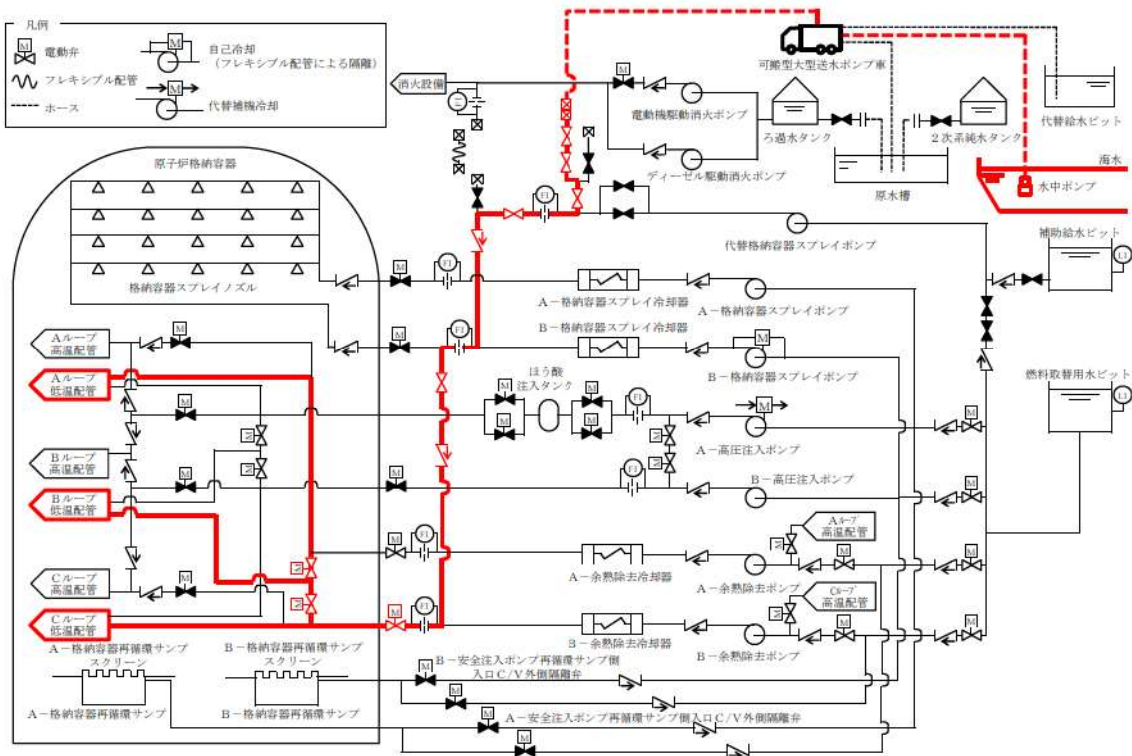 凡例
M
電動弁
フレキシブル配管
ホース
M
自己冷却
(フレキシブル配管による隔離)
M
代替補機冷却
可搬型大型送水ポンプ車
消火設備
M
電動機駆動消火ポンプ
ディーゼル駆動消火ポンプ
ろ過水タンク
2次系純水タンク
原水槽
代替給水ピット
海水
水中ポンプ
FI
代替格納容器スプレイポンプ
補助給水ピット
LI
原子炉格納容器
格納容器スプレイノズル
M
FI
A-格納容器スプレイ冷却器
A-格納容器スプレイポンプ
B-格納容器スプレイ冷却器
M
FI
M
B-格納容器スプレイポンプ
燃料取替用水ピット
LI
Aループ
高温配管
M
Aループ
低温配管
M
ほう酸
注入タンク
M
M
M
M
FI
M
A-高圧注入ポンプ
M
M
M
M
M
Bループ
高温配管
M
M
FI
B-高圧注入ポンプ
M
Bループ
低温配管
M
FI
A-余熱除去冷却器
A-余熱除去ポンプ
Aループ
高温配管
M
M
M
M
Cループ
高温配管
M
M
Cループ
低温配管
M
FI
B-余熱除去冷却器
B-余熱除去ポンプ
Cループ
高温配管
M
M
M
A-格納容器再循環サンプ
スクリーン
B-格納容器再循環サンプ
スクリーン
A-格納容器再循環サンプ
B-格納容器再循環サンプ
B-安全注入ポンプ再循環サンプ側
入口C/V外側隔離弁
M
M
A-安全注入ポンプ再循環サンプ側入口C/V外側隔離弁
M
M